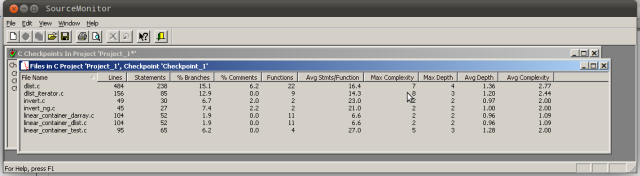 SourceMonitor
File Edit View Window Help
C Checkpoints In Project 'Project_1*'
Files in C Project 'Project_1', Checkpoint 'Checkpoint_1'
File Name Lines Statements % Branches % Comments Functions Avg Stmts/Function Max Complexity Max Depth Avg Depth Avg Complexity
dlist.c 484 238 15.1 6.2 22 16.4 7 4 1.36 2.77
dlist_iterator.c 156 85 12.9 0.0 9 14.3 8 3 1.20 2.44
invert.c 49 30 6.7 2.0 2 23.0 2 2 0.97 2.00
invert_ng.c 45 27 7.4 2.2 2 21.0 2 2 1.00 2.00
linear_container_darray.c 104 52 1.9 0.0 11 6.6 2 2 0.96 1.09
linear_container_dlist.c 104 52 1.9 0.0 11 6.6 2 2 0.96 1.09
linear_container_test.c 95 65 6.2 0.0 4 27.0 5 3 1.28 2.00
For Help, press F1